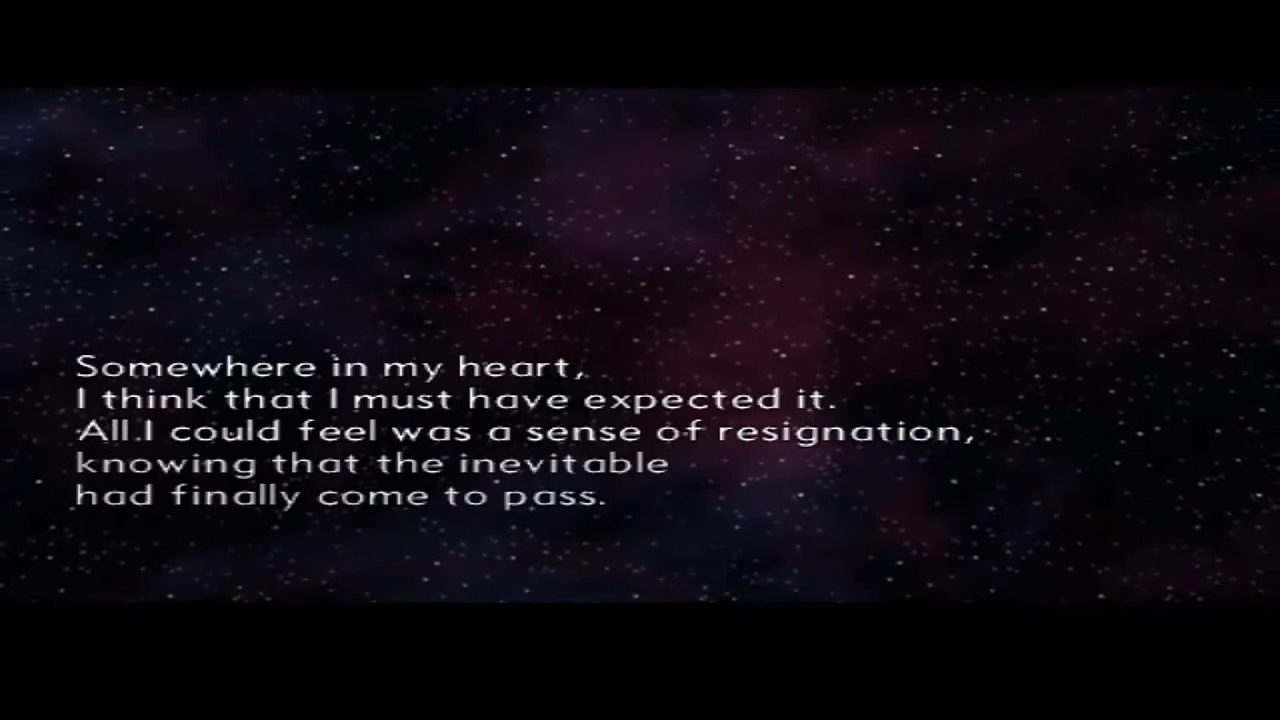 Somewhere in my heart,
I think that I must have expected it.
All I could feel was a sense of resignation,
knowing that the inevitable
had finally come to pass.